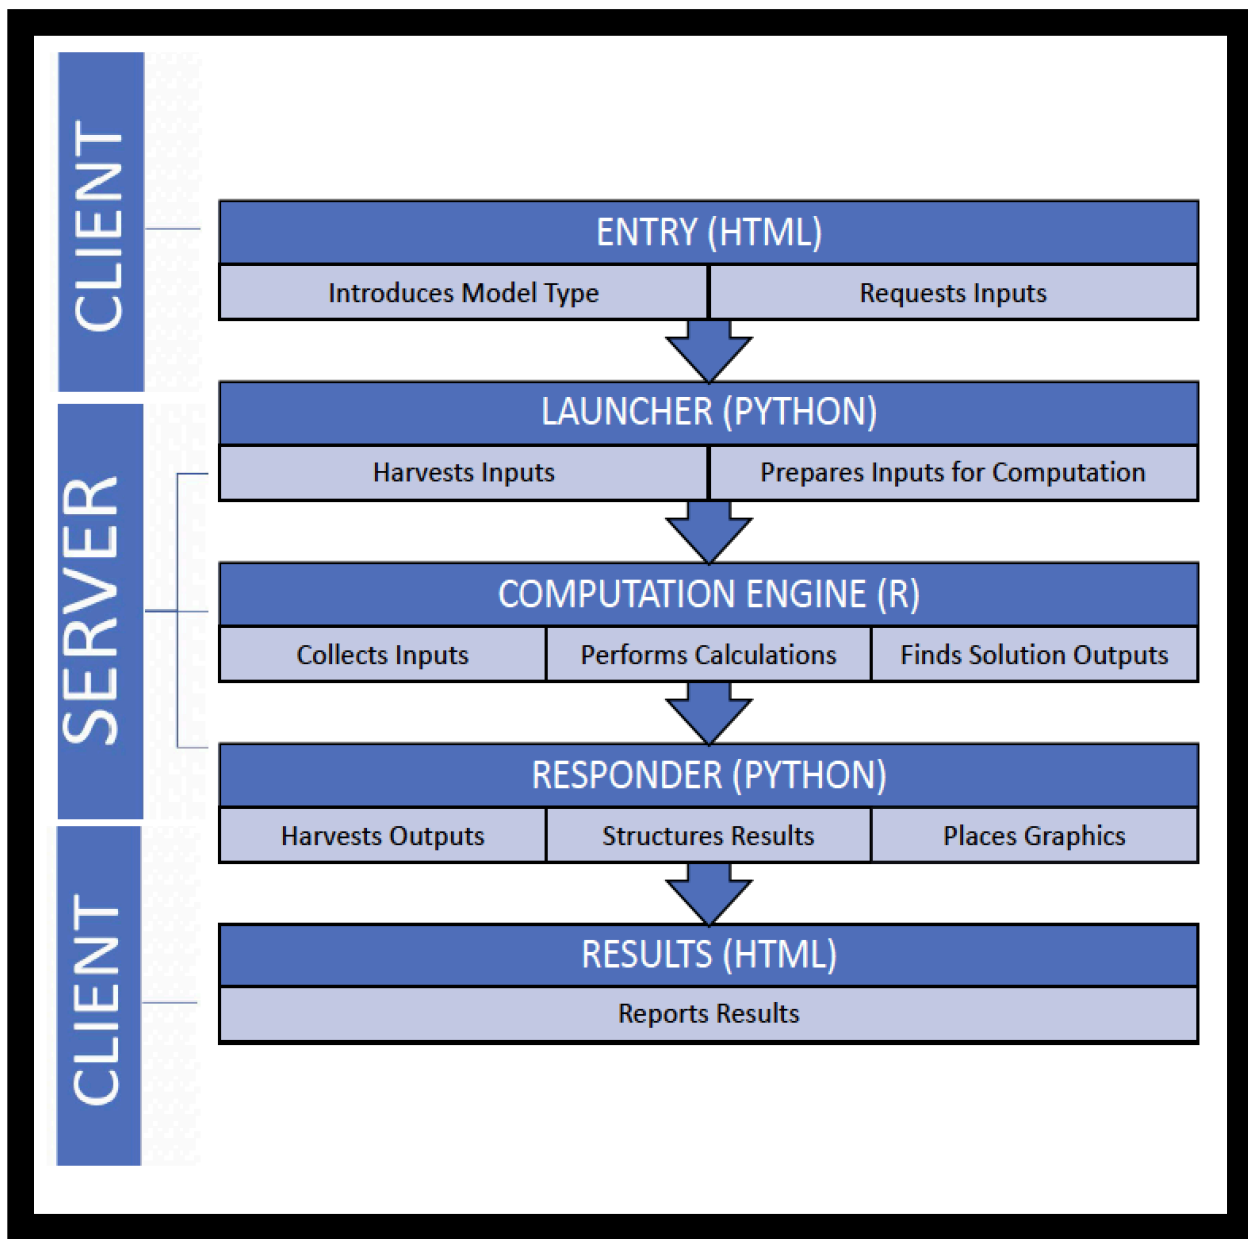 CLIENT
ENTRY (HTML)
Introduces Model Type
Requests Inputs
SERVER
LAUNCHER (PYTHON)
Harvests Inputs
Prepares Inputs for Computation
COMPUTATION ENGINE (R)
Collects Inputs
Performs Calculations
Finds Solution Outputs
RESPONDER (PYTHON)
Harvests Outputs
Structures Results
Places Graphics
CLIENT
RESULTS (HTML)
Reports Results